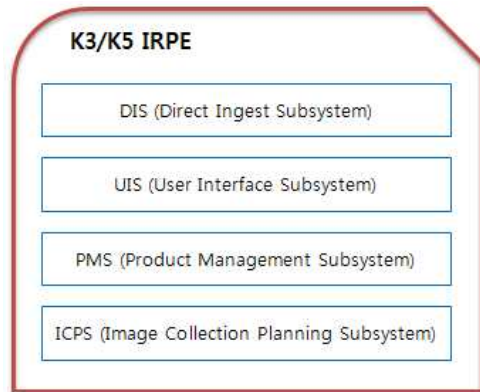 K3/K5 IRPE
DIS (Direct Ingest Subsystem)
UIS (User Interface Subsystem)
PMS (Product Management Subsystem)
ICPS (Image Collection Planning Subsystem)